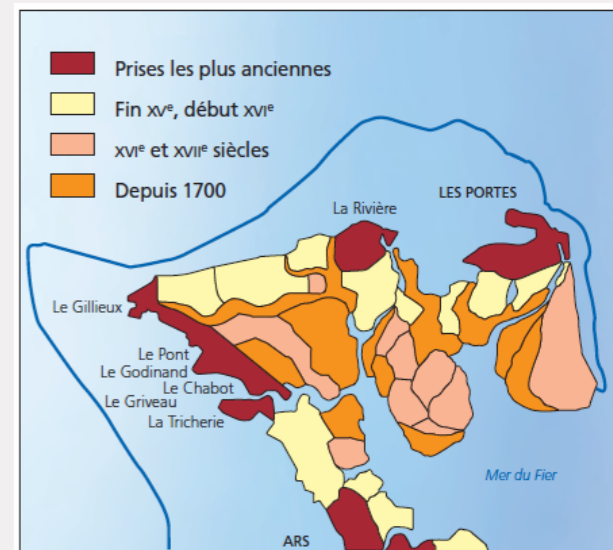 Prises les plus anciennes
Fin XVᵉ, début XVIᵉ
XVIᵉ et XVIIᵉ siècles
Depuis 1700
LES PORTES
La Rivière
Le Gillieux
Le Pont
Le Godinand
Le Chabot
Le Griveau
La Tricherie
Mer du Fier
ARS